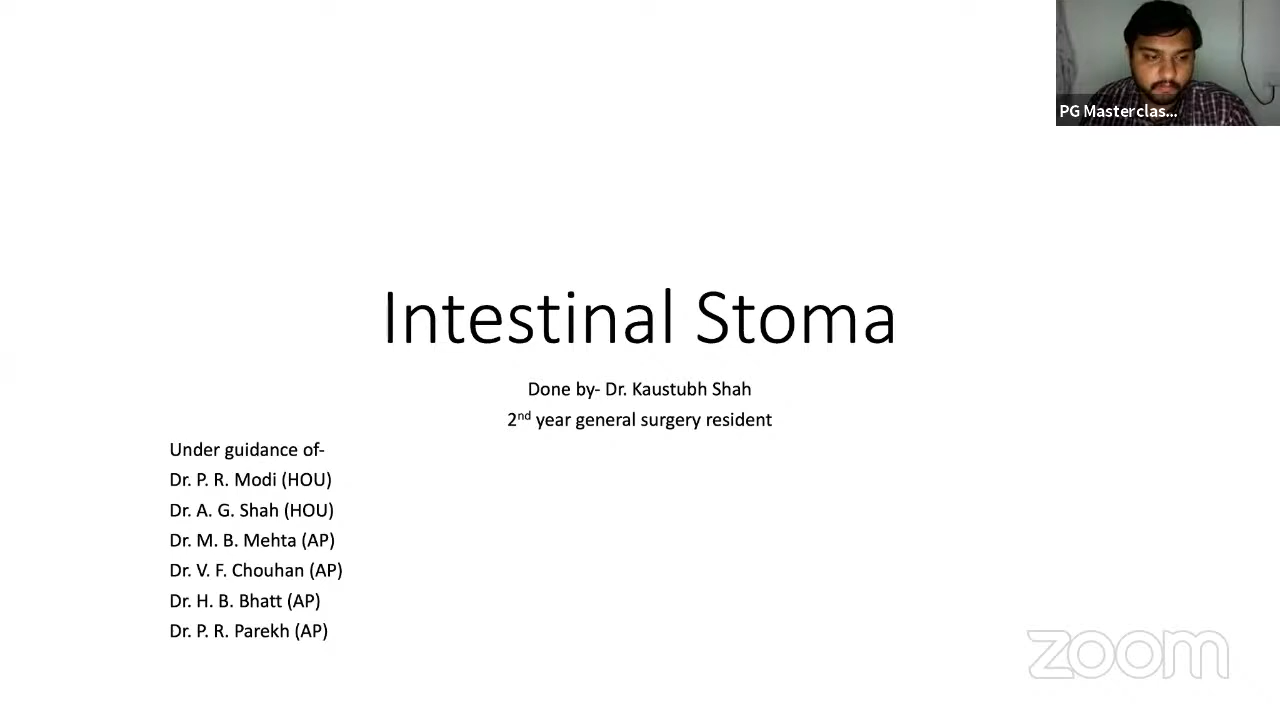 PG Masterclas...
Intestinal Stoma
Done by- Dr. Kaustubh Shah
2nd year general surgery resident
Under guidance of-
Dr. P. R. Modi (HOU)
Dr. A. G. Shah (HOU)
Dr. M. B. Mehta (AP)
Dr. V. F. Chouhan (AP)
Dr. H. B. Bhatt (AP)
Dr. P. R. Parekh (AP)
zoom